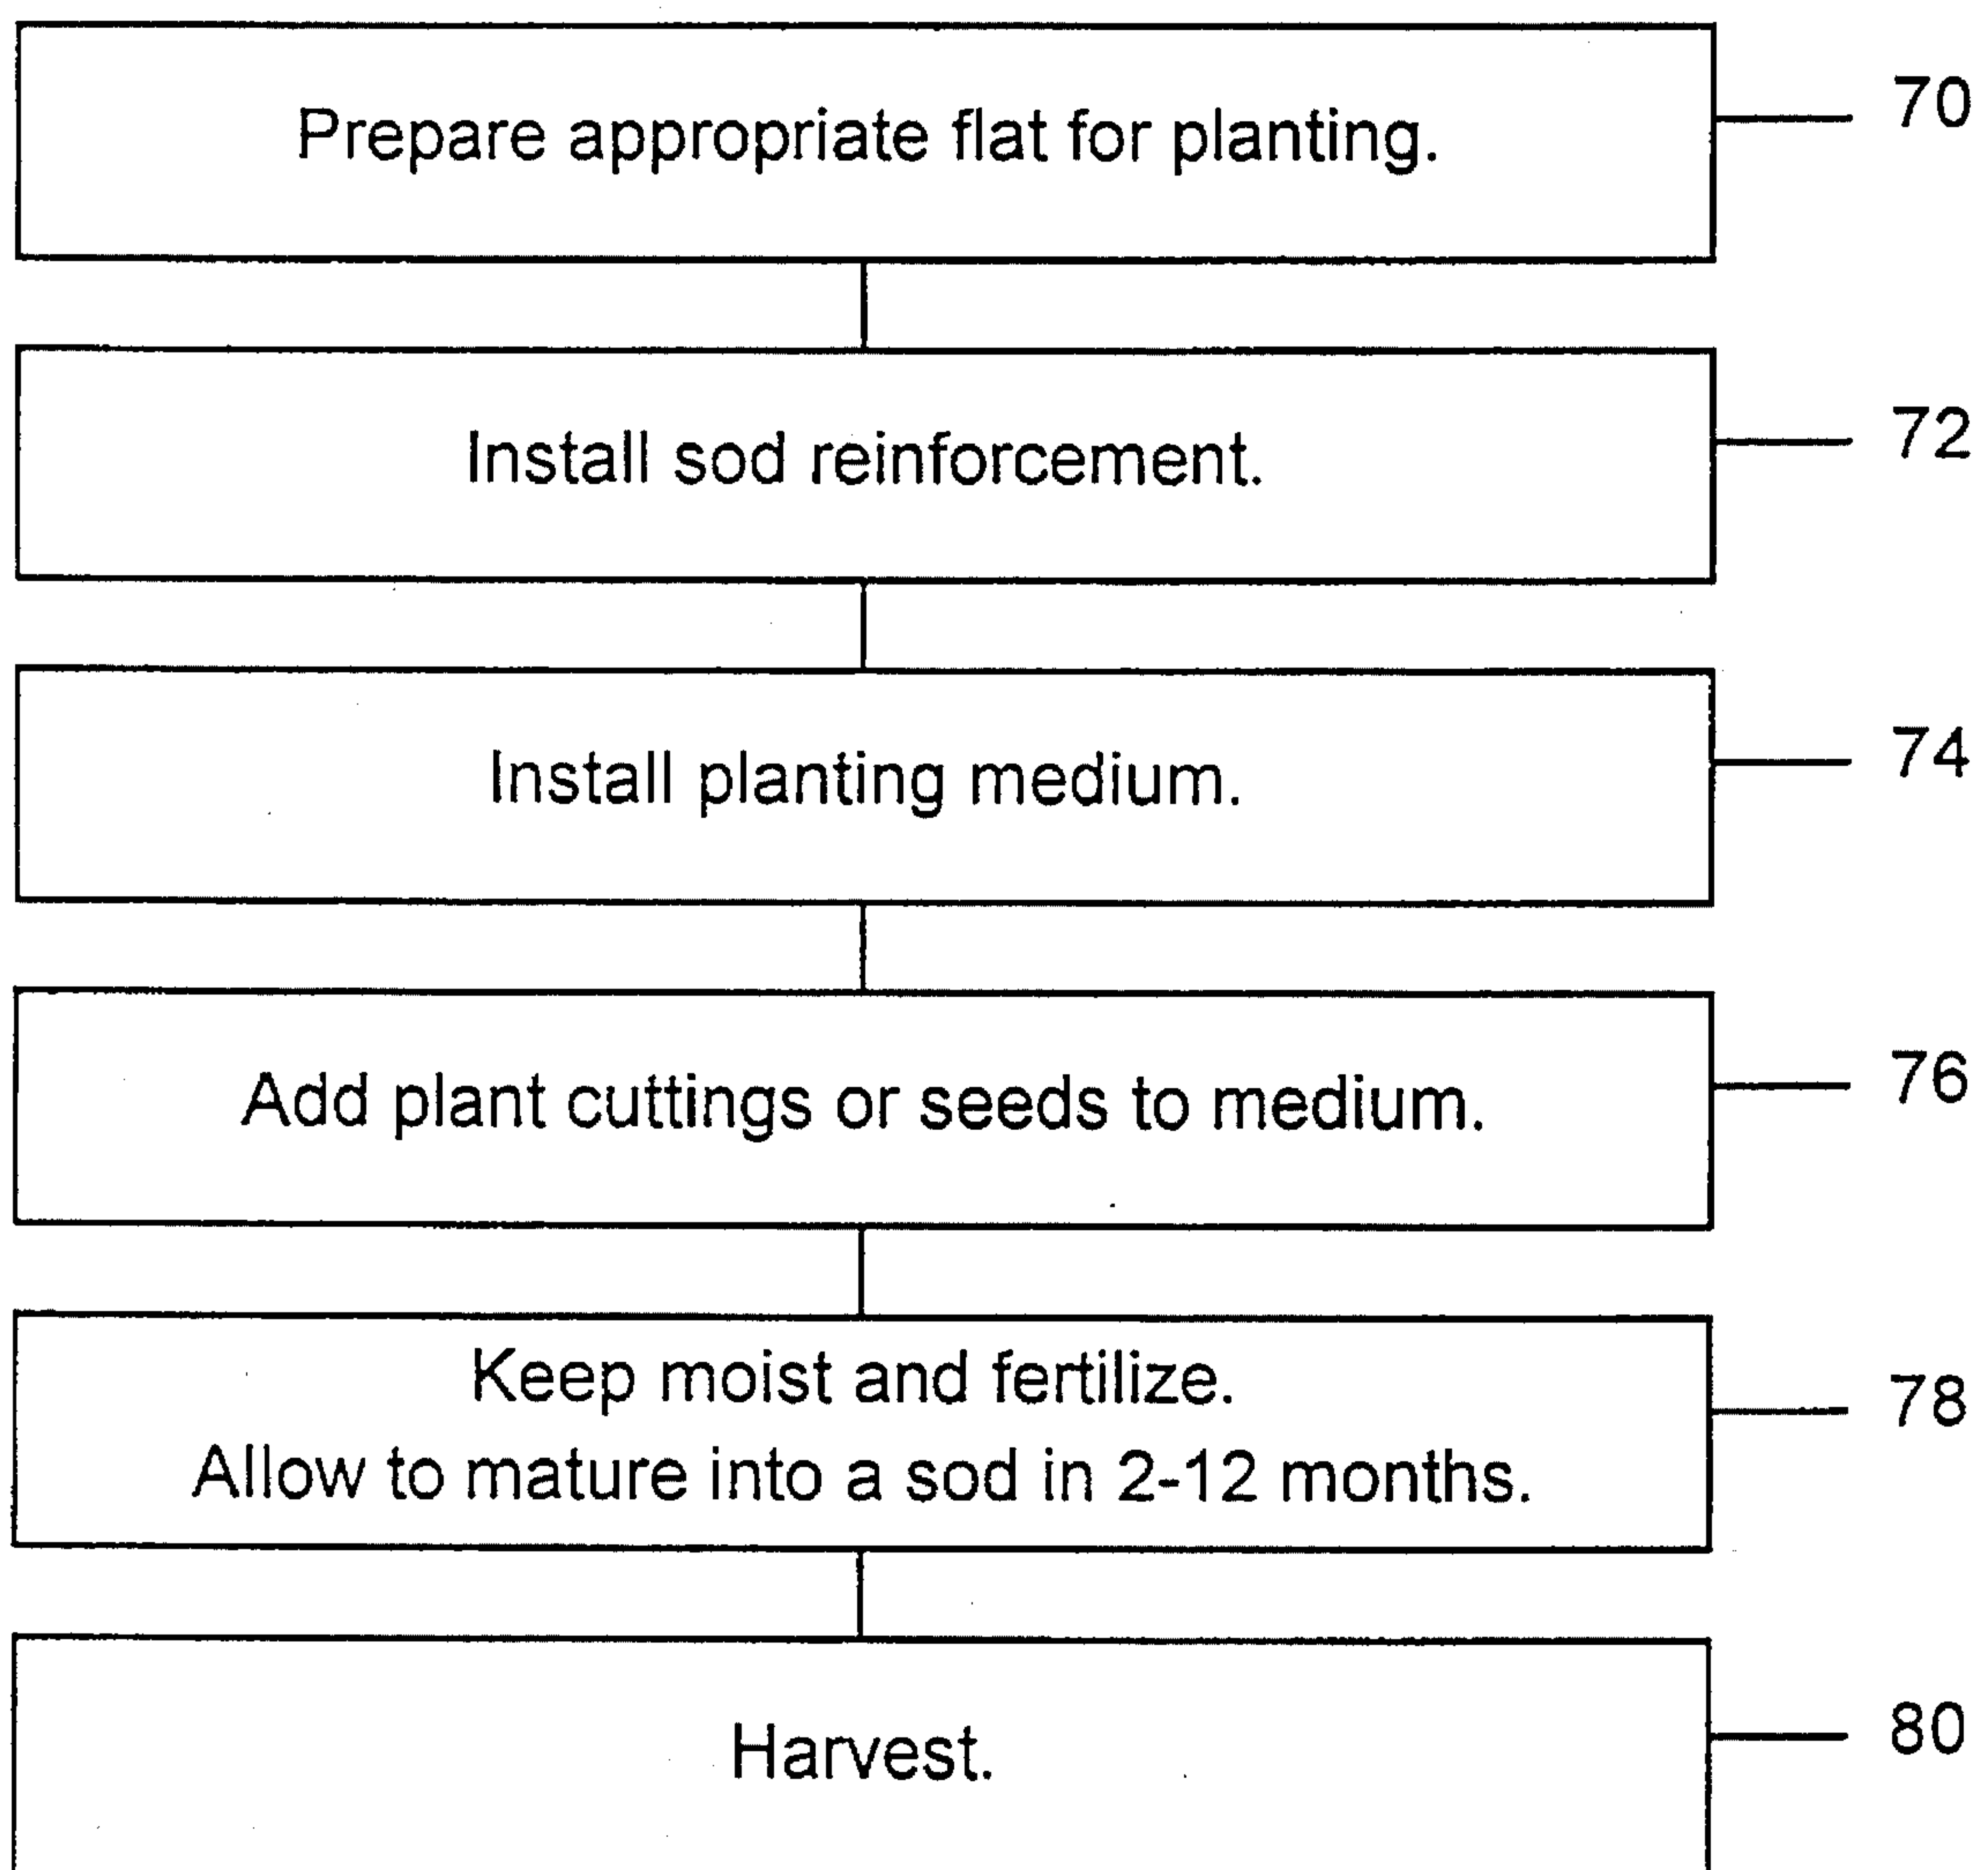 Prepare appropriate flat for planting.
70
Install sod reinforcement.
72
Install planting medium.
74
Add plant cuttings or seeds to medium.
76
Keep moist and fertilize.
Allow to mature into a sod in 2-12 months.
78
Harvest.
80